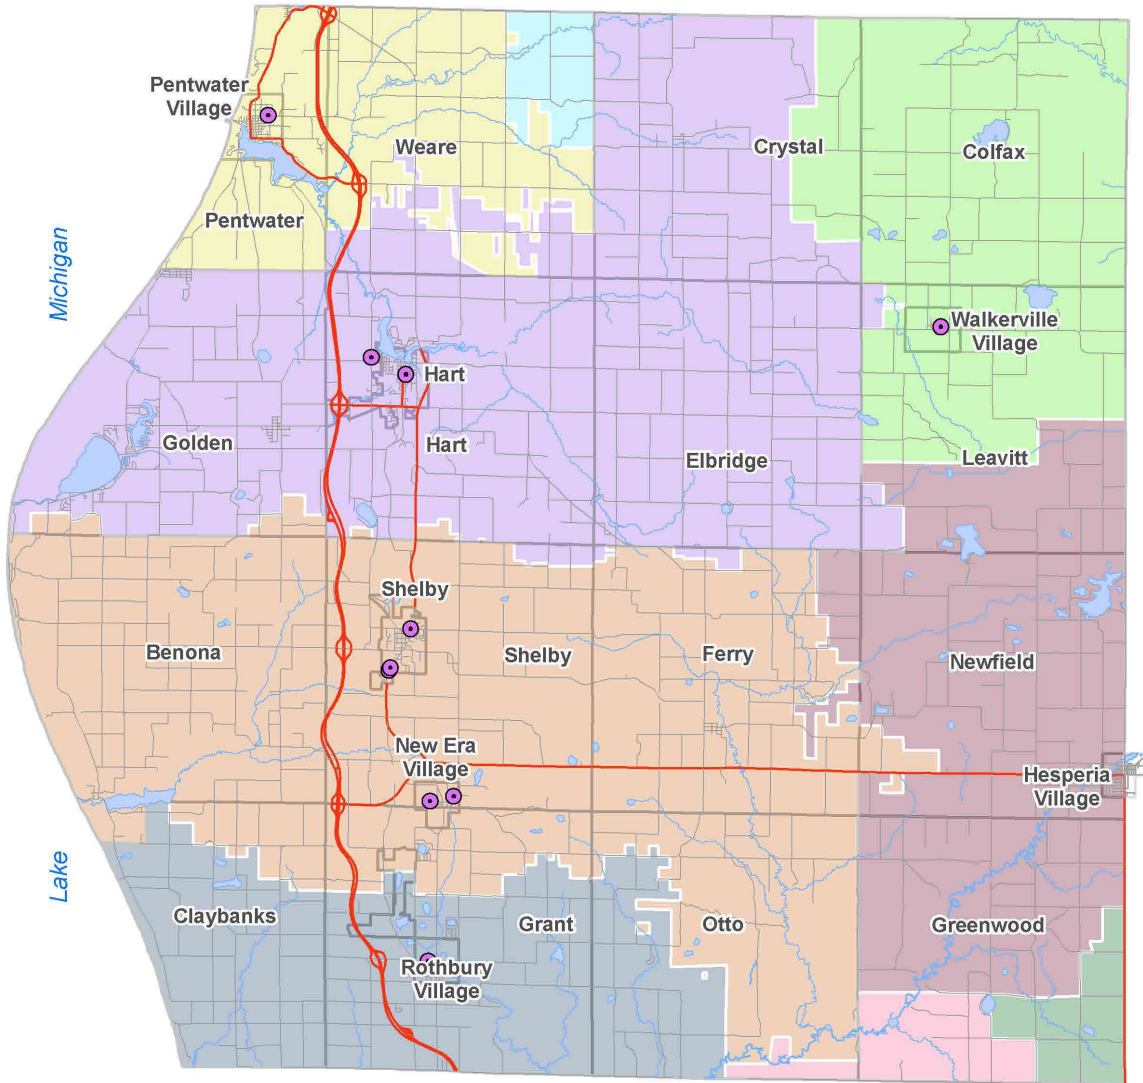 Pentwater
Village
Weare
Crystal
Colfax
Pentwater
Michigan
Walkerville
Village
Hart
Golden
Hart
Elbridge
Leavitt
Shelby
Benona
Shelby
Ferry
Newfield
New Era
Village
Hesperia
Village
Lake
Claybanks
Grant
Otto
Greenwood
Rothbury
Village